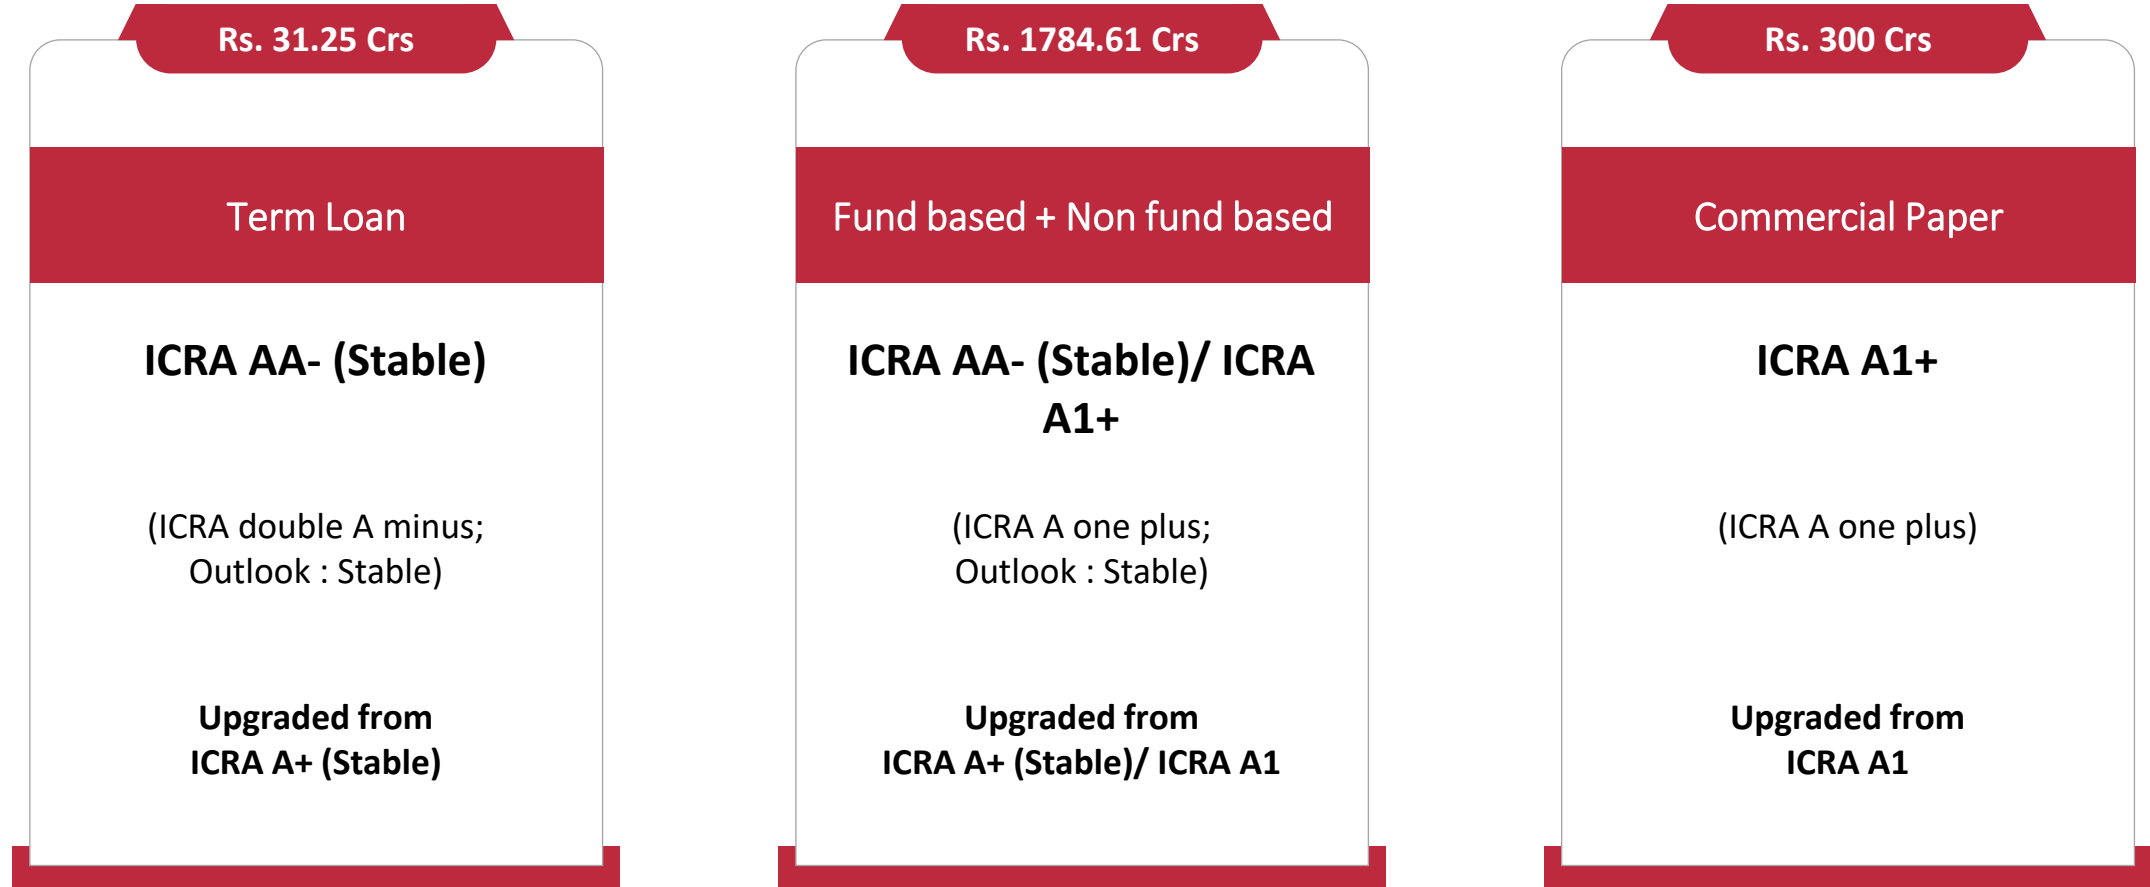 Rs. 31.25 Crs
Term Loan
ICRA AA- (Stable)
(ICRA double A minus;
Outlook : Stable)
Upgraded from
ICRA A+ (Stable)
Rs. 1784.61 Crs
Fund based + Non fund based
ICRA AA- (Stable)/ ICRA
A1+
(ICRA A one plus;
Outlook : Stable)
Upgraded from
ICRA A+ (Stable)/ ICRA A1
Rs. 300 Crs
Commercial Paper
ICRA A1+
(ICRA A one plus)
Upgraded from
ICRA A1